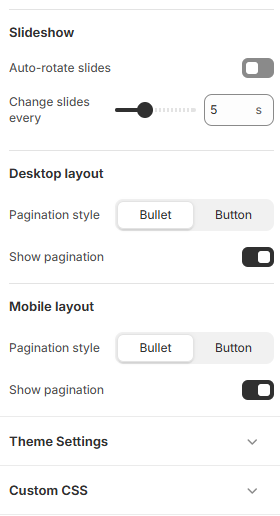 Slideshow
Auto-rotate slides
Change slides
every
5 s
Desktop layout
Pagination style Bullet Button
Show pagination
Mobile layout
Pagination style Bullet Button
Show pagination
Theme Settings
Custom CSS